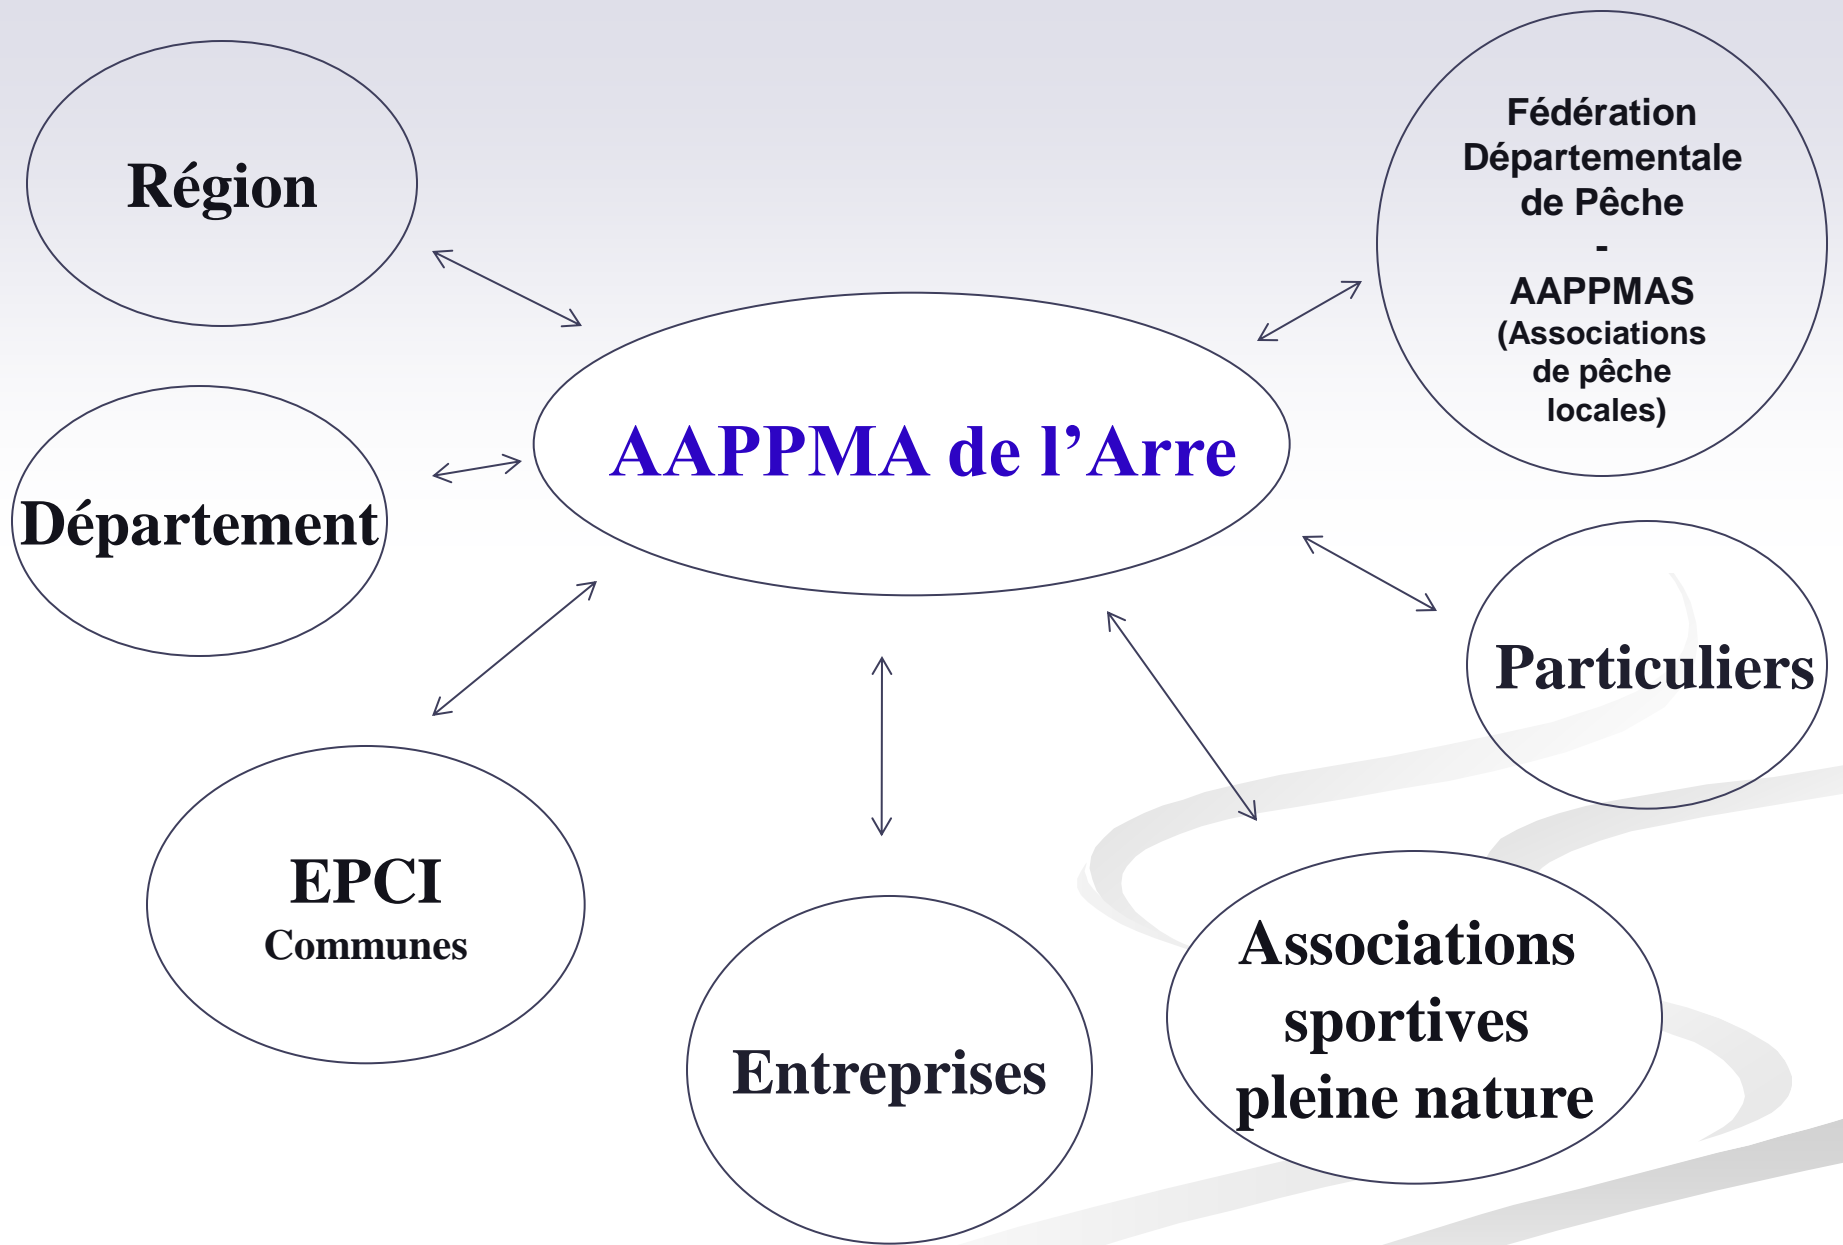 Région
Fédération
Départementale
de Pêche
-
AAPPMAS
(Associations
de pêche
locales)
AAPPMA de l’Arre
Département
Particuliers
EPCI
Communes
Entreprises
Associations
sportives
pleine nature